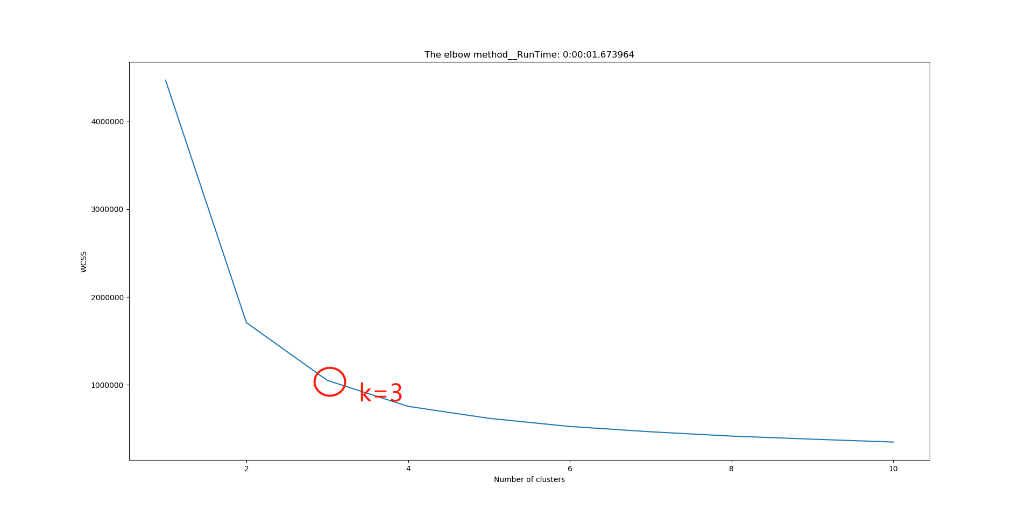 The elbow method__RunTime: 0:00:01.673964
4000000
3000000
2000000
1000000
WCSS
k=3
2
4
6
8
10
Number of clusters